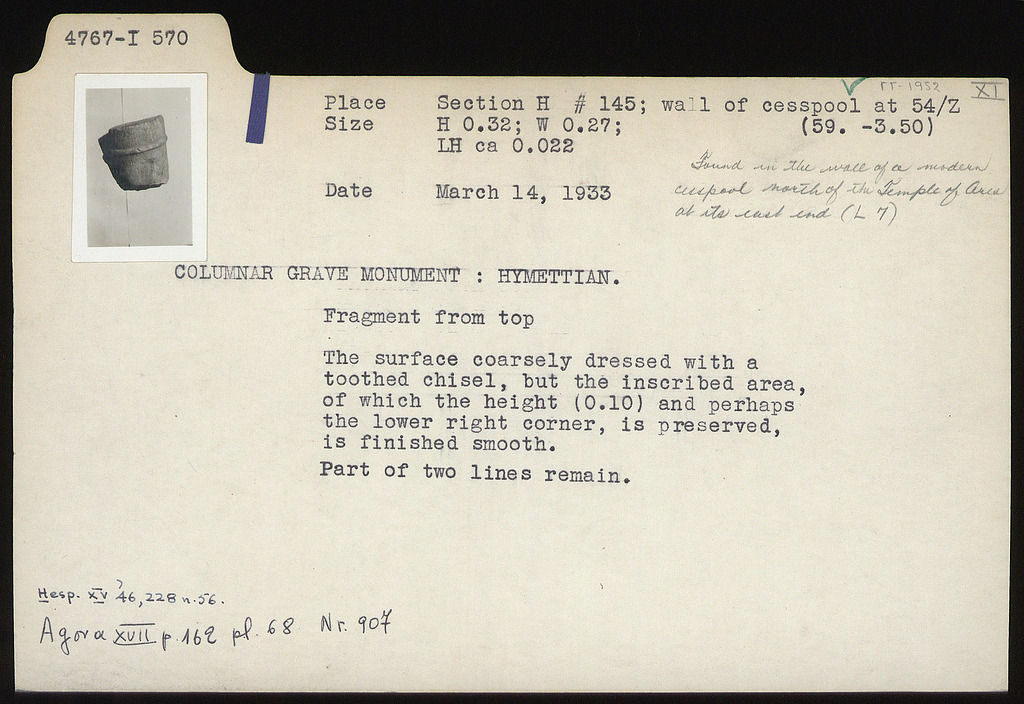 4767-I 570
ΓΓ-1952
XI
Place Section H # 145; wall of cesspool at 54/Z
Size H 0.32; W 0.27; (59. -3.50)
LH ca 0.022
Found in the wall of a modern
cesspool north of the Temple of Ares
at its east end (L 7)
Date March 14, 1933
COLUMNAR GRAVE MONUMENT : HYMETTIAN.
Fragment from top
The surface coarsely dressed with a
toothed chisel, but the inscribed area,
of which the height (0.10) and perhaps
the lower right corner, is preserved,
is finished smooth.
Part of two lines remain.
Hesp. XV '46, 228 n.56.
Agora XVII p.162 pl. 68 Nr. 907